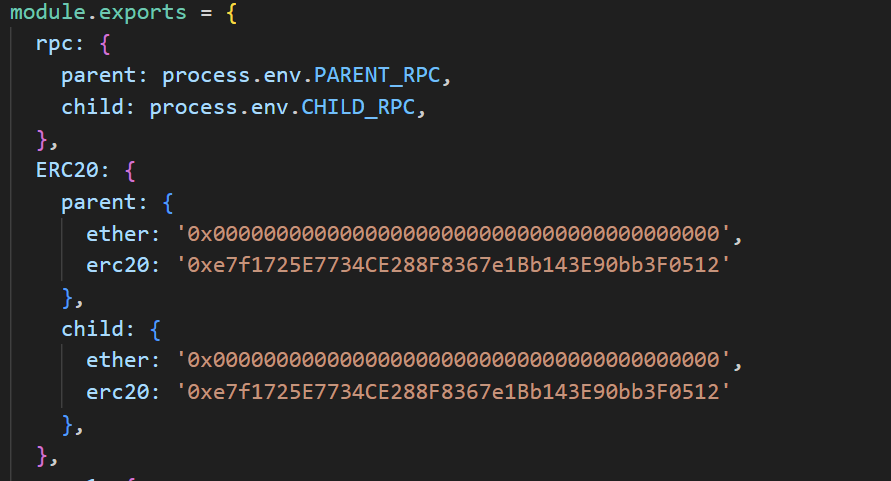 module.exports = {
rpc: {
parent: process.env.PARENT_RPC,
child: process.env.CHILD_RPC,
},
ERC20: {
parent: {
ether: '0x0000000000000000000000000000000000000000',
erc20: '0xe7f1725E7734CE288F8367e1Bb143E90bb3F0512'
},
child: {
ether: '0x0000000000000000000000000000000000000000',
erc20: '0xe7f1725E7734CE288F8367e1Bb143E90bb3F0512'
},
},